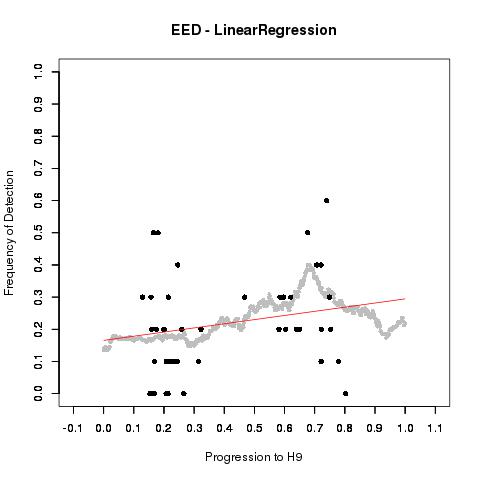 EED - LinearRegression
Frequency of Detection
1.0
0.9
0.8
0.7
0.6
0.5
0.4
0.3
0.2
0.1
0.0
-0.1 0.0 0.1 0.2 0.3 0.4 0.5 0.6 0.7 0.8 0.9 1.0 1.1
Progression to H9